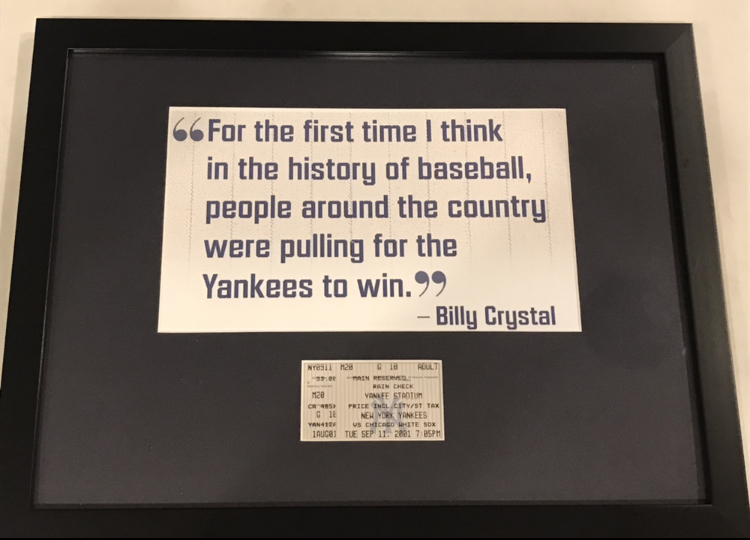 “For the first time I think
in the history of baseball,
people around the country
were pulling for the
Yankees to win.”
– Billy Crystal
NY0911 M20 G 18 ADULT
MAIN RESERVED
RAIN CHECK
M20 YANKEE STADIUM
PRICE INCL.CITY/ST TAX
G 18 NEW YORK YANKEES
VS CHICAGO WHITE SOX
1AUG01 TUE SEP 11, 2001 7:05PM